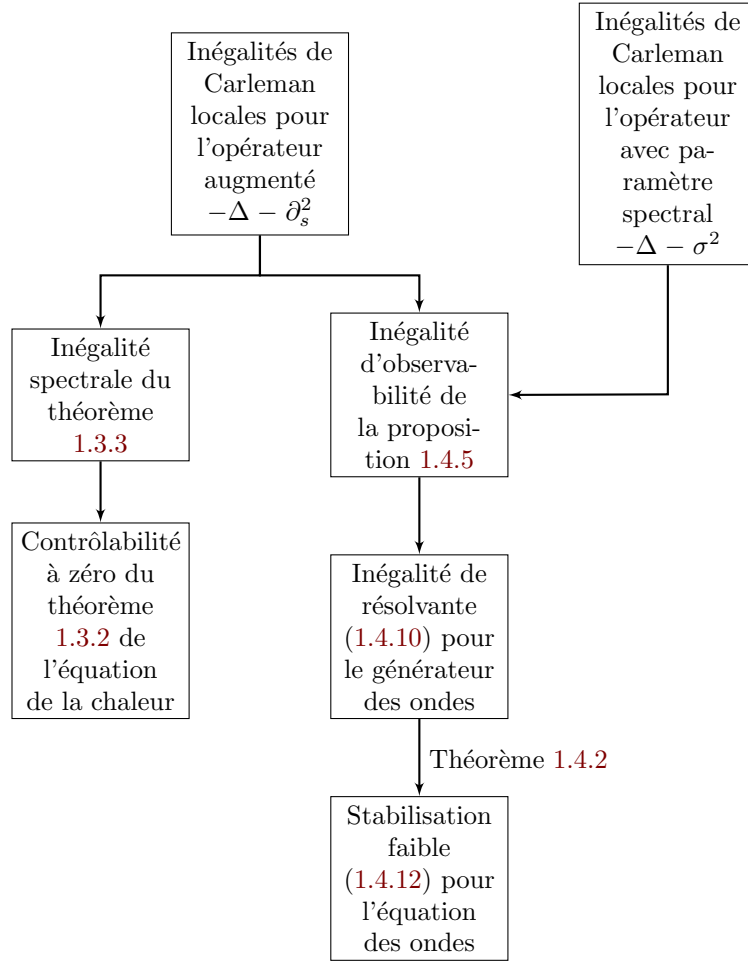 Inégalités de
Carleman
locales pour
l'opérateur
augmenté
−Δ − ∂²ₛ
Inégalités de
Carleman
locales pour
l'opérateur
avec pa-
ramètre
spectral
−Δ − σ²
Inégalité
spectrale du
théorème
1.3.3
Inégalité
d'observa-
bilité de
la proposi-
tion 1.4.5
Contrôlabilité
à zéro du
théorème
1.3.2 de
l'équation
de la chaleur
Inégalité de
résolvante
(1.4.10) pour
le générateur
des ondes
Théorème 1.4.2
Stabilisation
faible
(1.4.12) pour
l'équation
des ondes